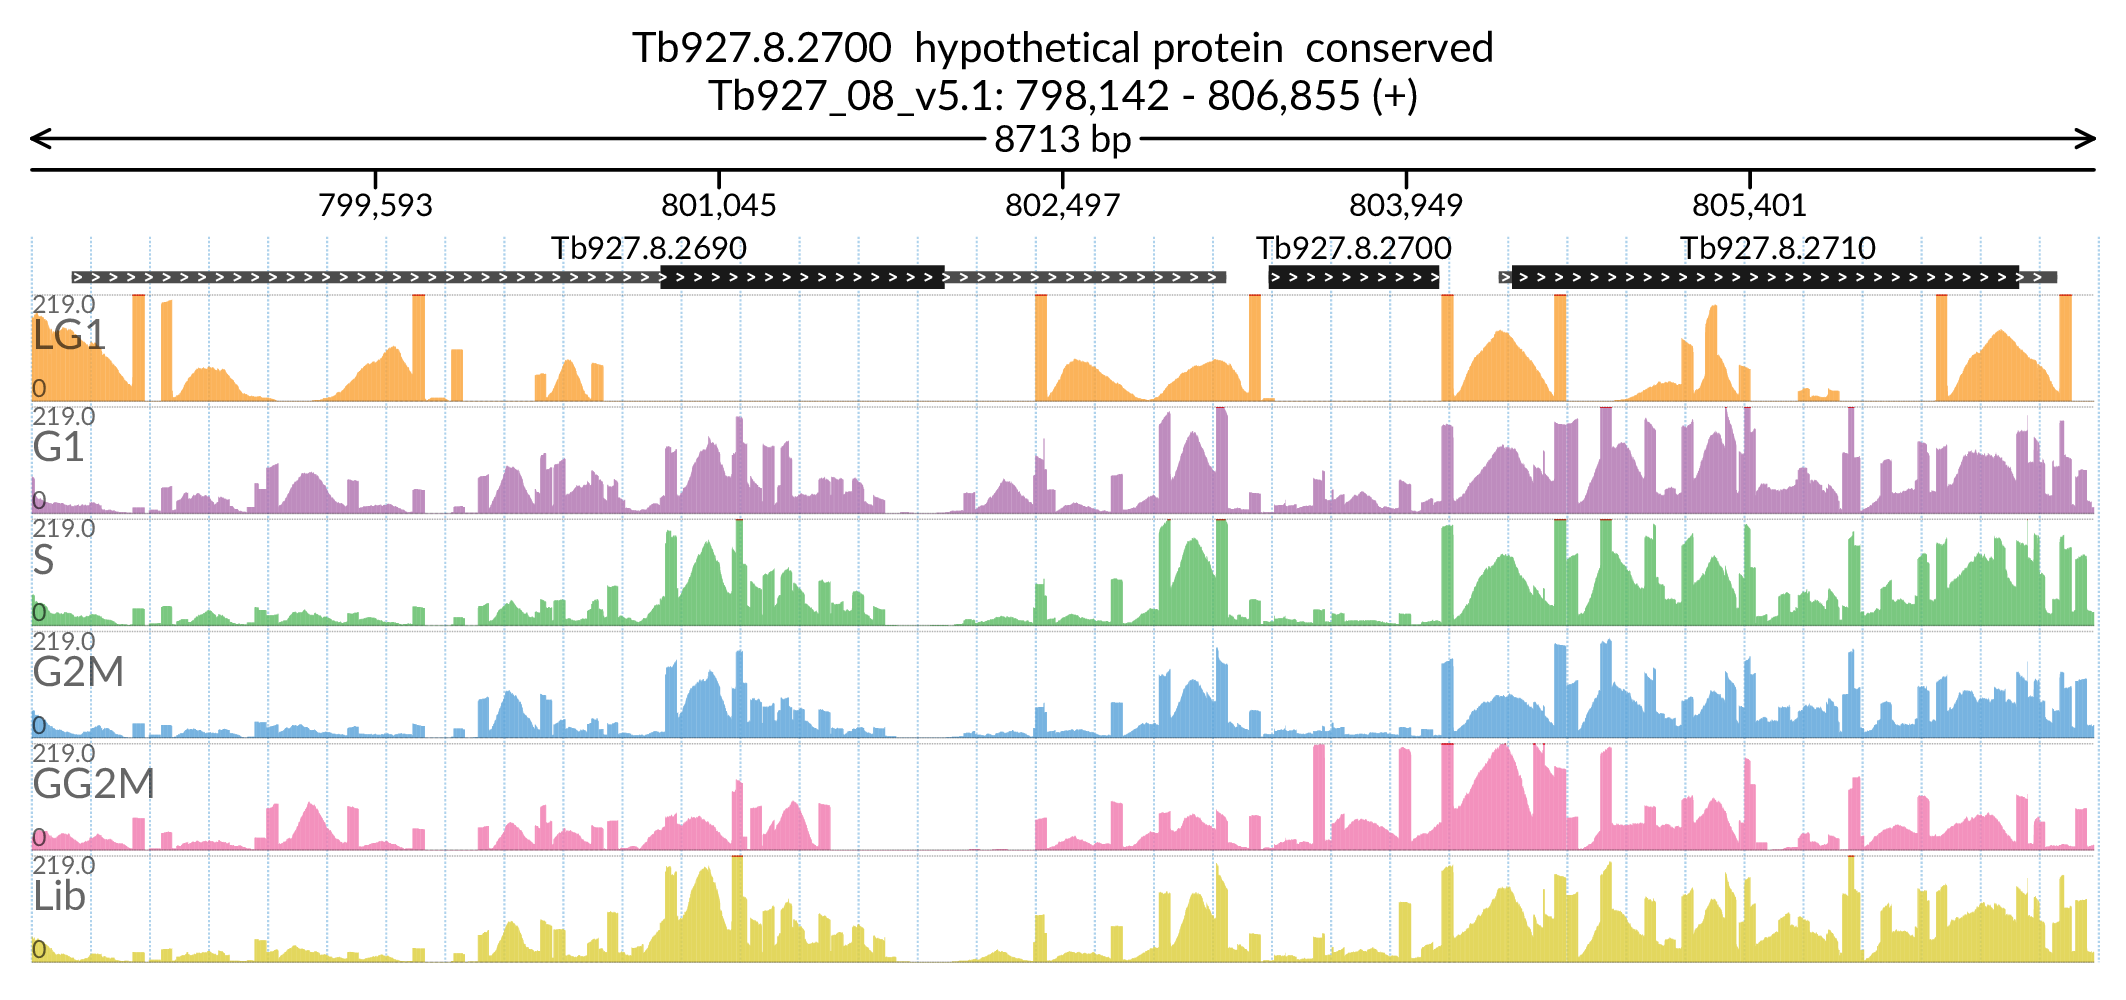 Tb927.8.2700  hypothetical protein  conserved
Tb927_08_v5.1: 798,142 - 806,855 (+)
8713 bp
799,593 801,045 802,497 803,949 805,401
Tb927.8.2690 Tb927.8.2700 Tb927.8.2710
219.0
LG1
0
219.0
G1
0
219.0
S
0
219.0
G2M
0
219.0
GG2M
0
219.0
Lib
0